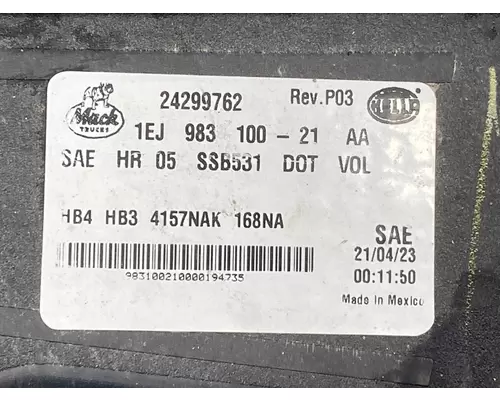 Mack
TRUCKS
24299762 Rev.P03 HELLA
1EJ 983 100-21 AA
SAE HR 05 SSB531 DOT VOL
HB4 HB3 4157NAK 168NA
SAE
21/04/23
983100210000194735
00:11:50
Made In Mexico